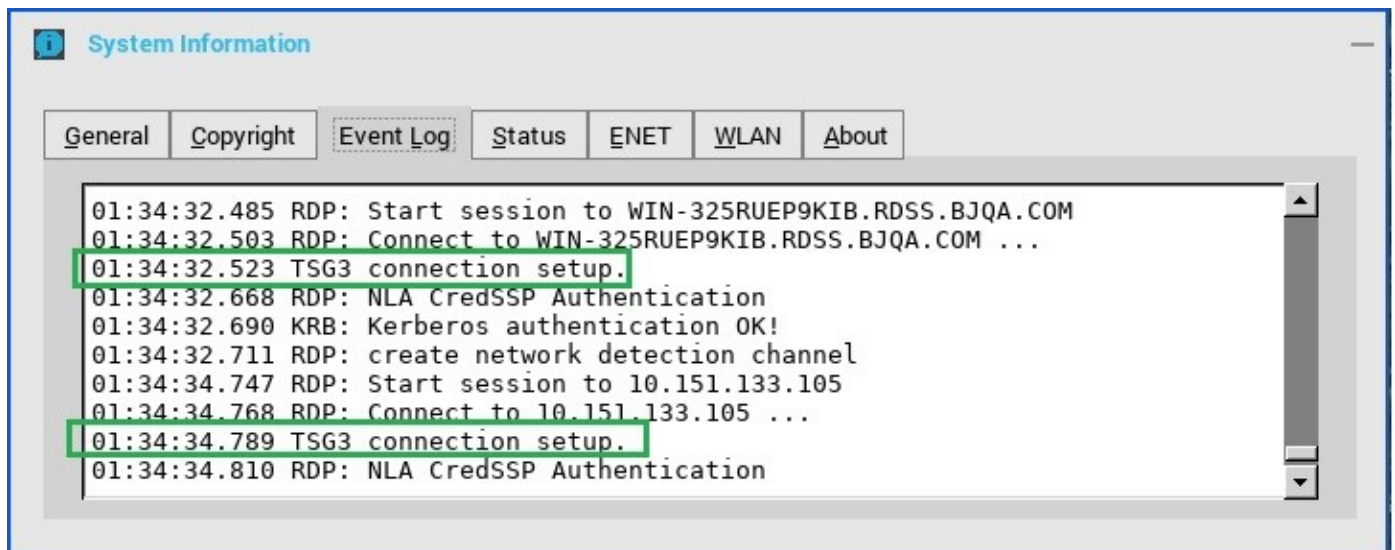 System Information
General Copyright Event Log Status ENET WLAN About
01:34:32.485 RDP: Start session to WIN-325RUEP9KIB.RDSS.BJQA.COM
01:34:32.503 RDP: Connect to WIN-325RUEP9KIB.RDSS.BJQA.COM ...
01:34:32.523 TSG3 connection setup.
01:34:32.668 RDP: NLA CredSSP Authentication
01:34:32.690 KRB: Kerberos authentication OK!
01:34:32.711 RDP: create network detection channel
01:34:34.747 RDP: Start session to 10.151.133.105
01:34:34.768 RDP: Connect to 10.151.133.105 ...
01:34:34.789 TSG3 connection setup.
01:34:34.810 RDP: NLA CredSSP Authentication